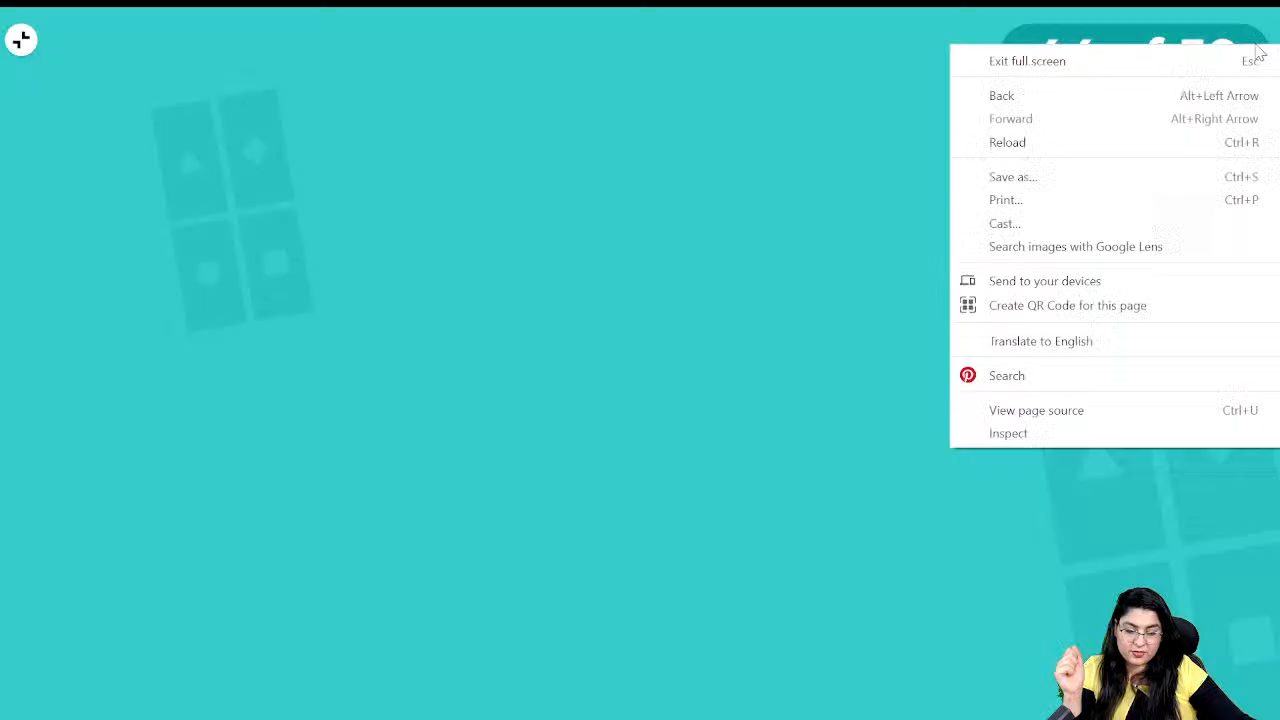 Exit full screen Esc
Back Alt+Left Arrow
Forward Alt+Right Arrow
Reload Ctrl+R
Save as... Ctrl+S
Print... Ctrl+P
Cast...
Search images with Google Lens
Send to your devices
Create QR Code for this page
Translate to English
Search
View page source Ctrl+U
Inspect